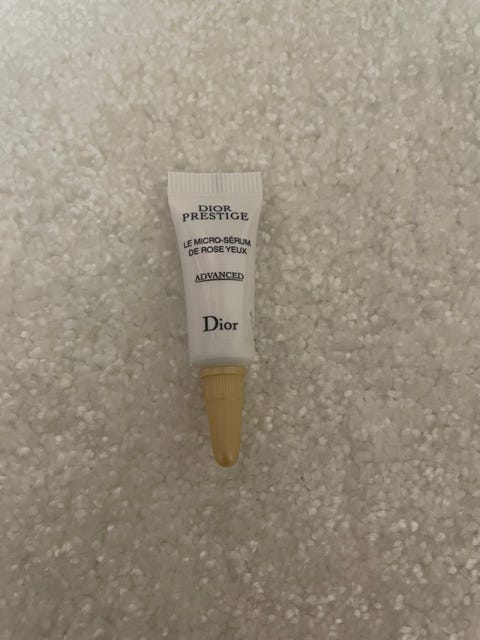 DIOR
PRESTIGE
LE MICRO-SÉRUM
DE ROSE YEUX
ADVANCED
Dior